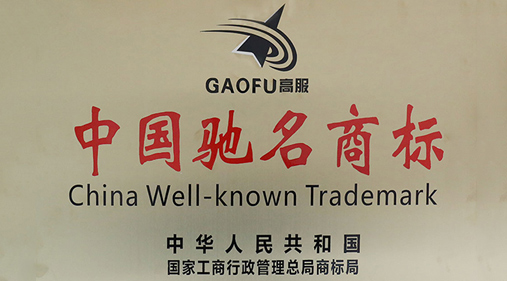 GAOFU高服
中国驰名商标
China Well-known Trademark
中华人民共和国
国家工商行政管理总局商标局